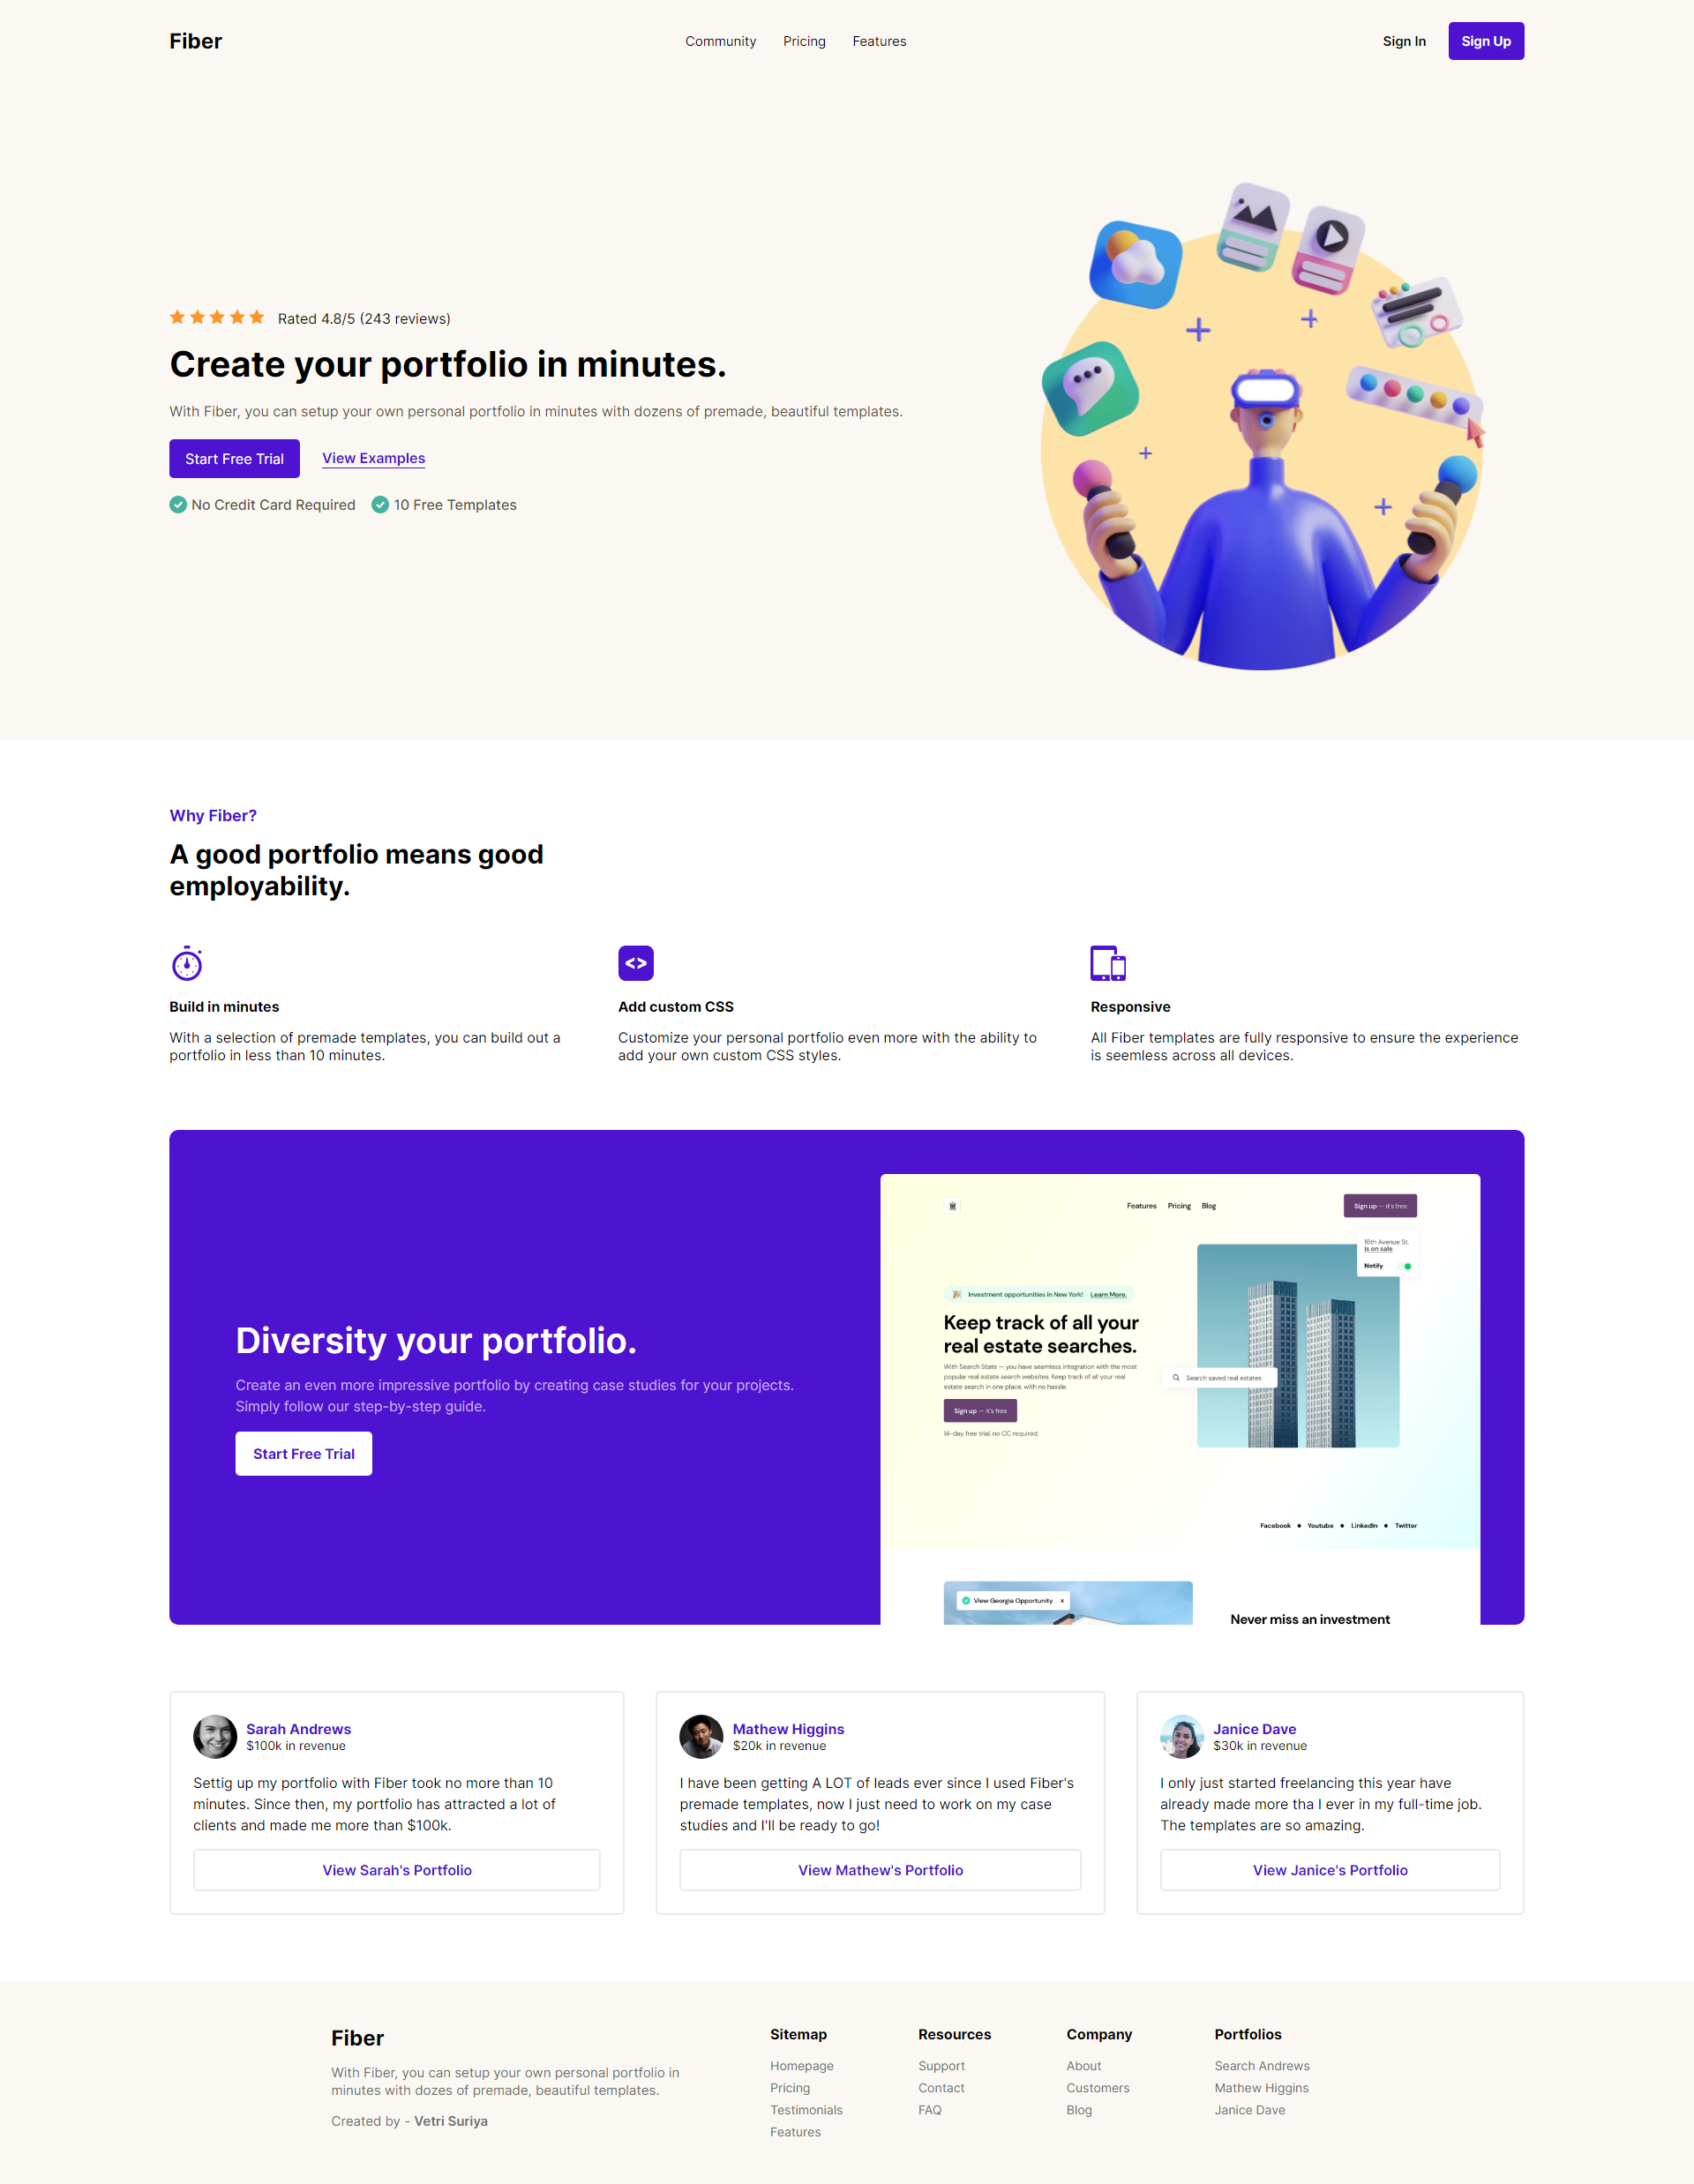 Fiber
Community Pricing Features
Sign In Sign Up
Rated 4.8/5 (243 reviews)
Create your portfolio in minutes.
With Fiber, you can setup your own personal portfolio in minutes with dozens of premade, beautiful templates.
Start Free Trial View Examples
No Credit Card Required 10 Free Templates
Why Fiber?
A good portfolio means good
employability.
Build in minutes
With a selection of premade templates, you can build out a
portfolio in less than 10 minutes.
Add custom CSS
Customize your personal portfolio even more with the ability to
add your own custom CSS styles.
Responsive
All Fiber templates are fully responsive to ensure the experience
is seemless across all devices.
Diversity your portfolio.
Create an even more impressive portfolio by creating case studies for your projects.
Simply follow our step-by-step guide.
Start Free Trial
Features Pricing Blog
Sign up — it's free
16th Avenue St.
Is on sale
Notify
Investment opportunities in New York! Learn More.
Keep track of all your
real estate searches.
With Search State — you have seamless integration with the most
popular real estate search websites. Keep track of all your real
estate search in one place, with no hassle.
Search saved real estates
Sign up — it's free
14-day free trial, no CC required.
Facebook Youtube LinkedIn Twitter
View Georgia Opportunity x
Never miss an investment
Sarah Andrews
$100k in revenue
Settig up my portfolio with Fiber took no more than 10
minutes. Since then, my portfolio has attracted a lot of
clients and made me more than $100k.
View Sarah's Portfolio
Mathew Higgins
$20k in revenue
I have been getting A LOT of leads ever since I used Fiber's
premade templates, now I just need to work on my case
studies and I'll be ready to go!
View Mathew's Portfolio
Janice Dave
$30k in revenue
I only just started freelancing this year have
already made more tha I ever in my full-time job.
The templates are so amazing.
View Janice's Portfolio
Fiber
With Fiber, you can setup your own personal portfolio in
minutes with dozes of premade, beautiful templates.
Created by - Vetri Suriya
Sitemap
Homepage
Pricing
Testimonials
Features
Resources
Support
Contact
FAQ
Company
About
Customers
Blog
Portfolios
Search Andrews
Mathew Higgins
Janice Dave